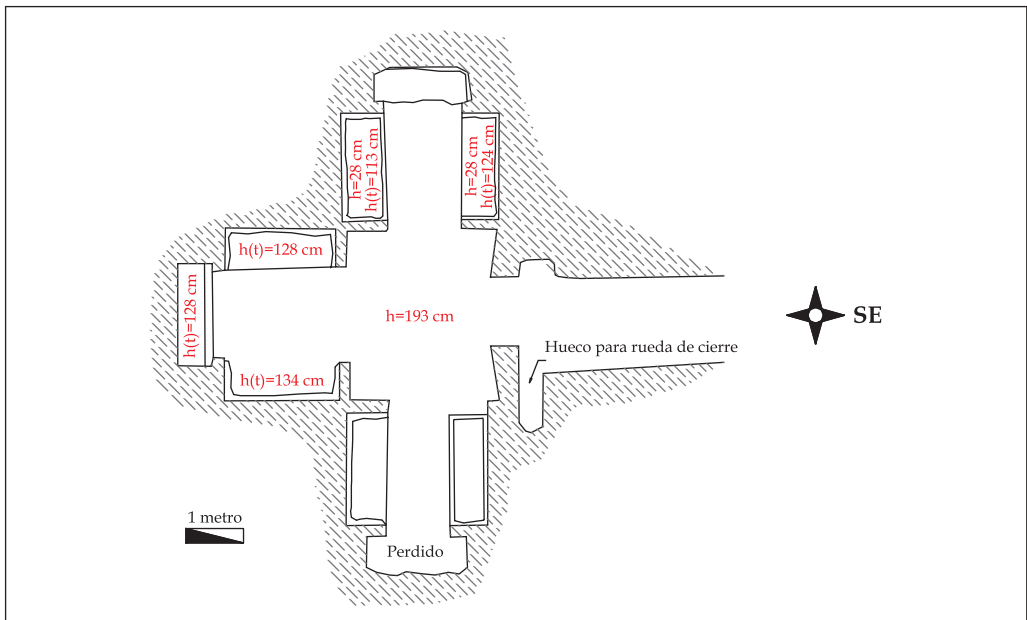 h=28 cm
h(t)=113 cm
h=28 cm
h(t)=124 cm
h(t)=128 cm
h(t)=128 cm
h=193 cm
SE
Hueco para rueda de cierre
h(t)=134 cm
1 metro
Perdido